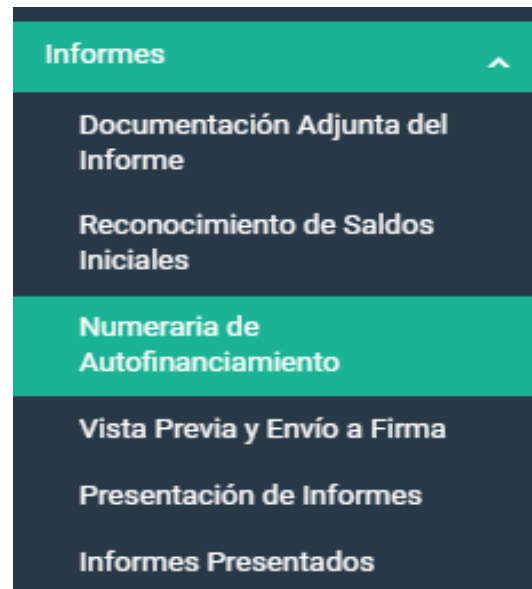 Informes
Documentación Adjunta del
Informe
Reconocimiento de Saldos
Iniciales
Numeraria de
Autofinanciamiento
Vista Previa y Envío a Firma
Presentación de Informes
Informes Presentados